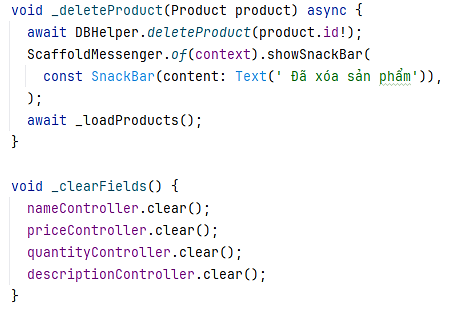 void _deleteProduct(Product product) async {
  await DBHelper.deleteProduct(product.id!);
  ScaffoldMessenger.of(context).showSnackBar(
    const SnackBar(content: Text(' Đã xóa sản phẩm')),
  );
  await _loadProducts();
}

void _clearFields() {
  nameController.clear();
  priceController.clear();
  quantityController.clear();
  descriptionController.clear();
}